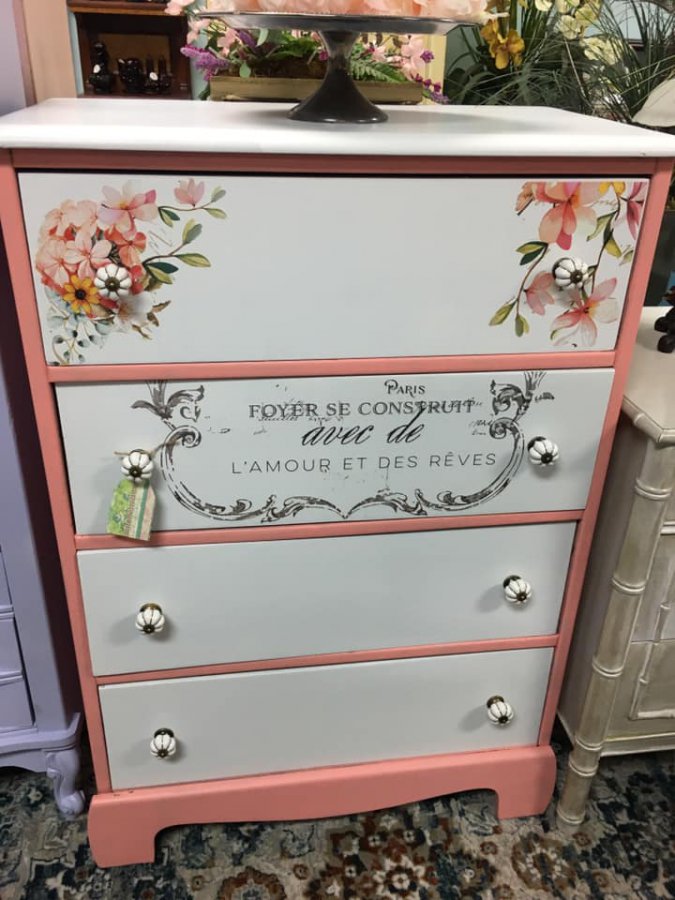 PARIS
FOYER SE CONSTRUIT
avec de
L'AMOUR ET DES RÊVES